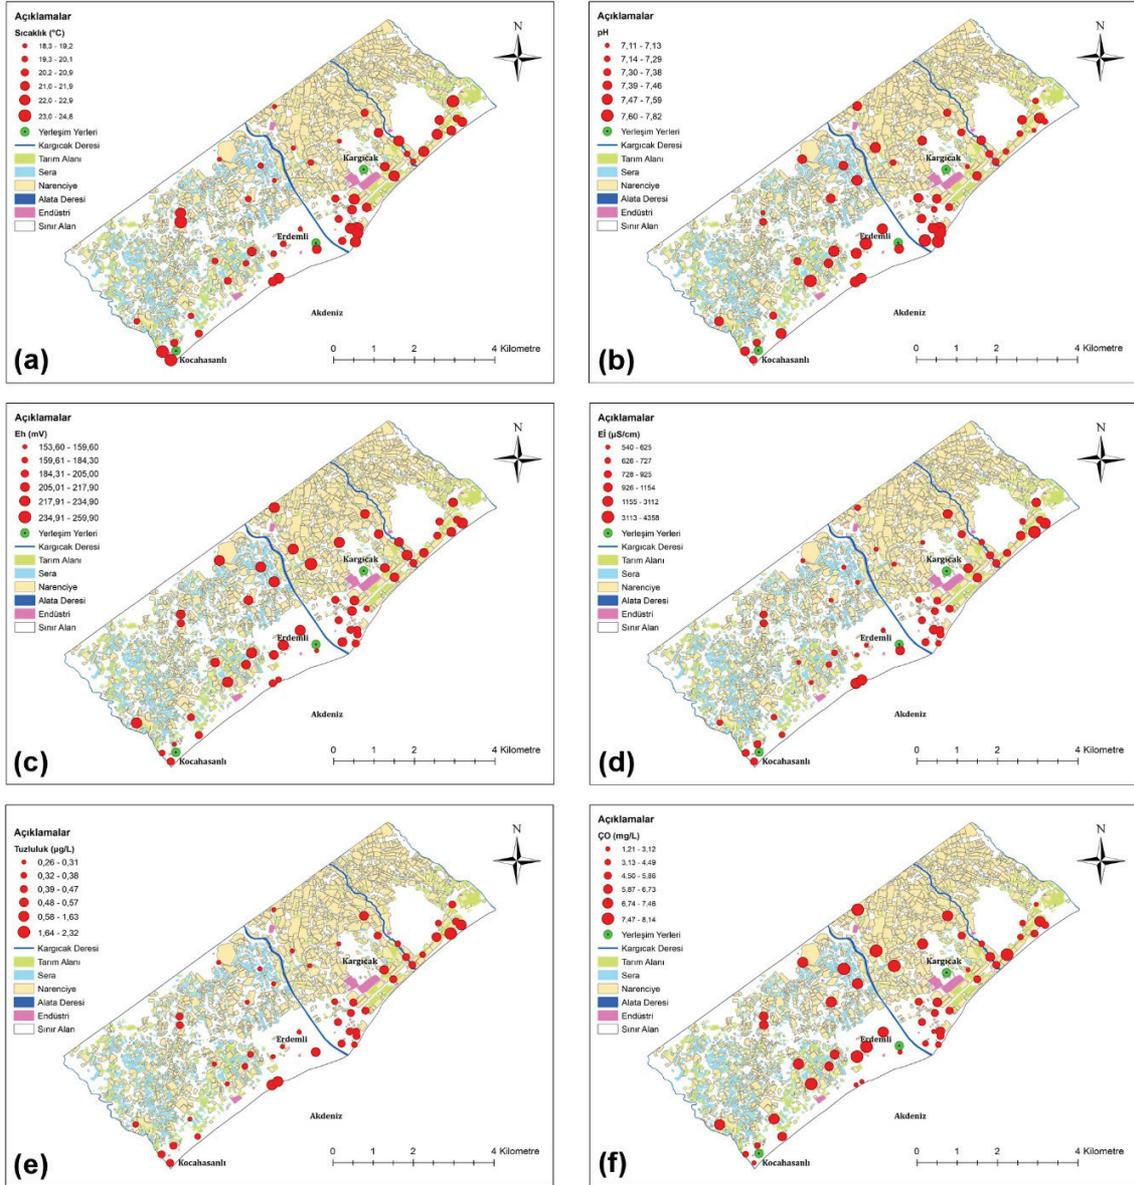 Açıklamalar
Sıcaklık (°C)
18,3 - 19,2
19,3 - 20,1
20,2 - 20,9
21,0 - 21,9
22,0 - 22,9
23,0 - 24,8
Yerleşim Yerleri
Kargıcak Deresi
Tarım Alanı
Sera
Narenciye
Alata Deresi
Endüstri
Sınır Alan
N
Kargıcak
Erdemli
Akdeniz
Kocahasanlı
0 1 2 4 Kilometre
(a)
Açıklamalar
pH
7,11 - 7,13
7,14 - 7,29
7,30 - 7,38
7,39 - 7,46
7,47 - 7,59
7,60 - 7,82
Yerleşim Yerleri
Kargıcak Deresi
Tarım Alanı
Sera
Narenciye
Alata Deresi
Endüstri
Sınır Alan
N
Kargıcak
Erdemli
Akdeniz
Kocahasanlı
0 1 2 4 Kilometre
(b)
Açıklamalar
Eh (mV)
153,60 - 159,60
159,61 - 184,30
184,31 - 205,00
205,01 - 217,90
217,91 - 234,90
234,91 - 259,90
Yerleşim Yerleri
Kargıcak Deresi
Tarım Alanı
Sera
Narenciye
Alata Deresi
Endüstri
Sınır Alan
N
Kargıcak
Erdemli
Akdeniz
Kocahasanlı
0 1 2 4 Kilometre
(c)
Açıklamalar
Eİ (µS/cm)
540 - 625
626 - 727
728 - 925
926 - 1154
1155 - 3112
3113 - 4358
Yerleşim Yerleri
Kargıcak Deresi
Tarım Alanı
Sera
Narenciye
Alata Deresi
Endüstri
Sınır Alan
N
Kargıcak
Erdemli
Akdeniz
Kocahasanlı
0 1 2 4 Kilometre
(d)
Açıklamalar
Tuzluluk (µg/L)
0,26 - 0,31
0,32 - 0,38
0,39 - 0,47
0,48 - 0,57
0,58 - 1,63
1,64 - 2,32
Kargıcak Deresi
Tarım Alanı
Sera
Narenciye
Alata Deresi
Endüstri
Sınır Alan
N
Kargıcak
Erdemli
Akdeniz
Kocahasanlı
0 1 2 4 Kilometre
(e)
Açıklamalar
ÇO (mg/L)
1,21 - 3,12
3,13 - 4,49
4,50 - 5,86
5,87 - 6,73
6,74 - 7,46
7,47 - 8,14
Yerleşim Yerleri
Kargıcak Deresi
Tarım Alanı
Sera
Narenciye
Alata Deresi
Endüstri
Sınır Alan
N
Kargıcak
Erdemli
Akdeniz
Kocahasanlı
0 1 2 4 Kilometre
(f)